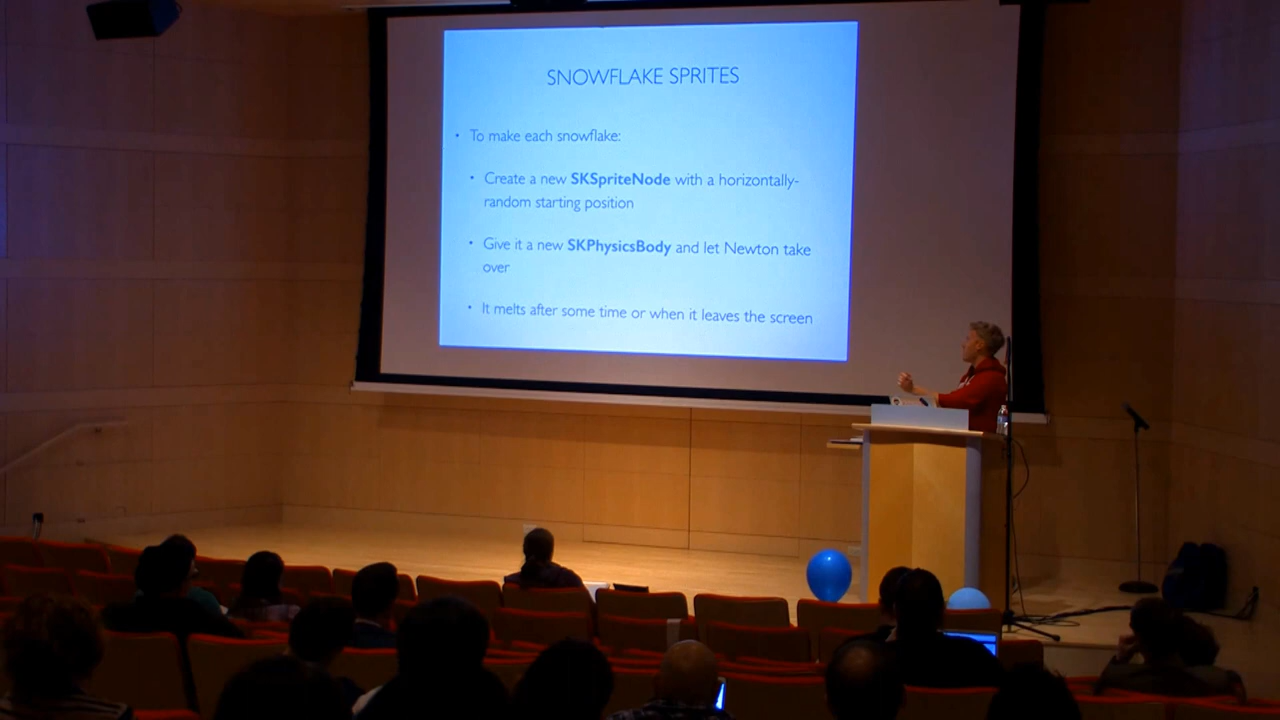 SNOWFLAKE SPRITES
• To make each snowflake:
• Create a new SKSpriteNode with a horizontally-
random starting position
• Give it a new SKPhysicsBody and let Newton take
over
• It melts after some time or when it leaves the screen